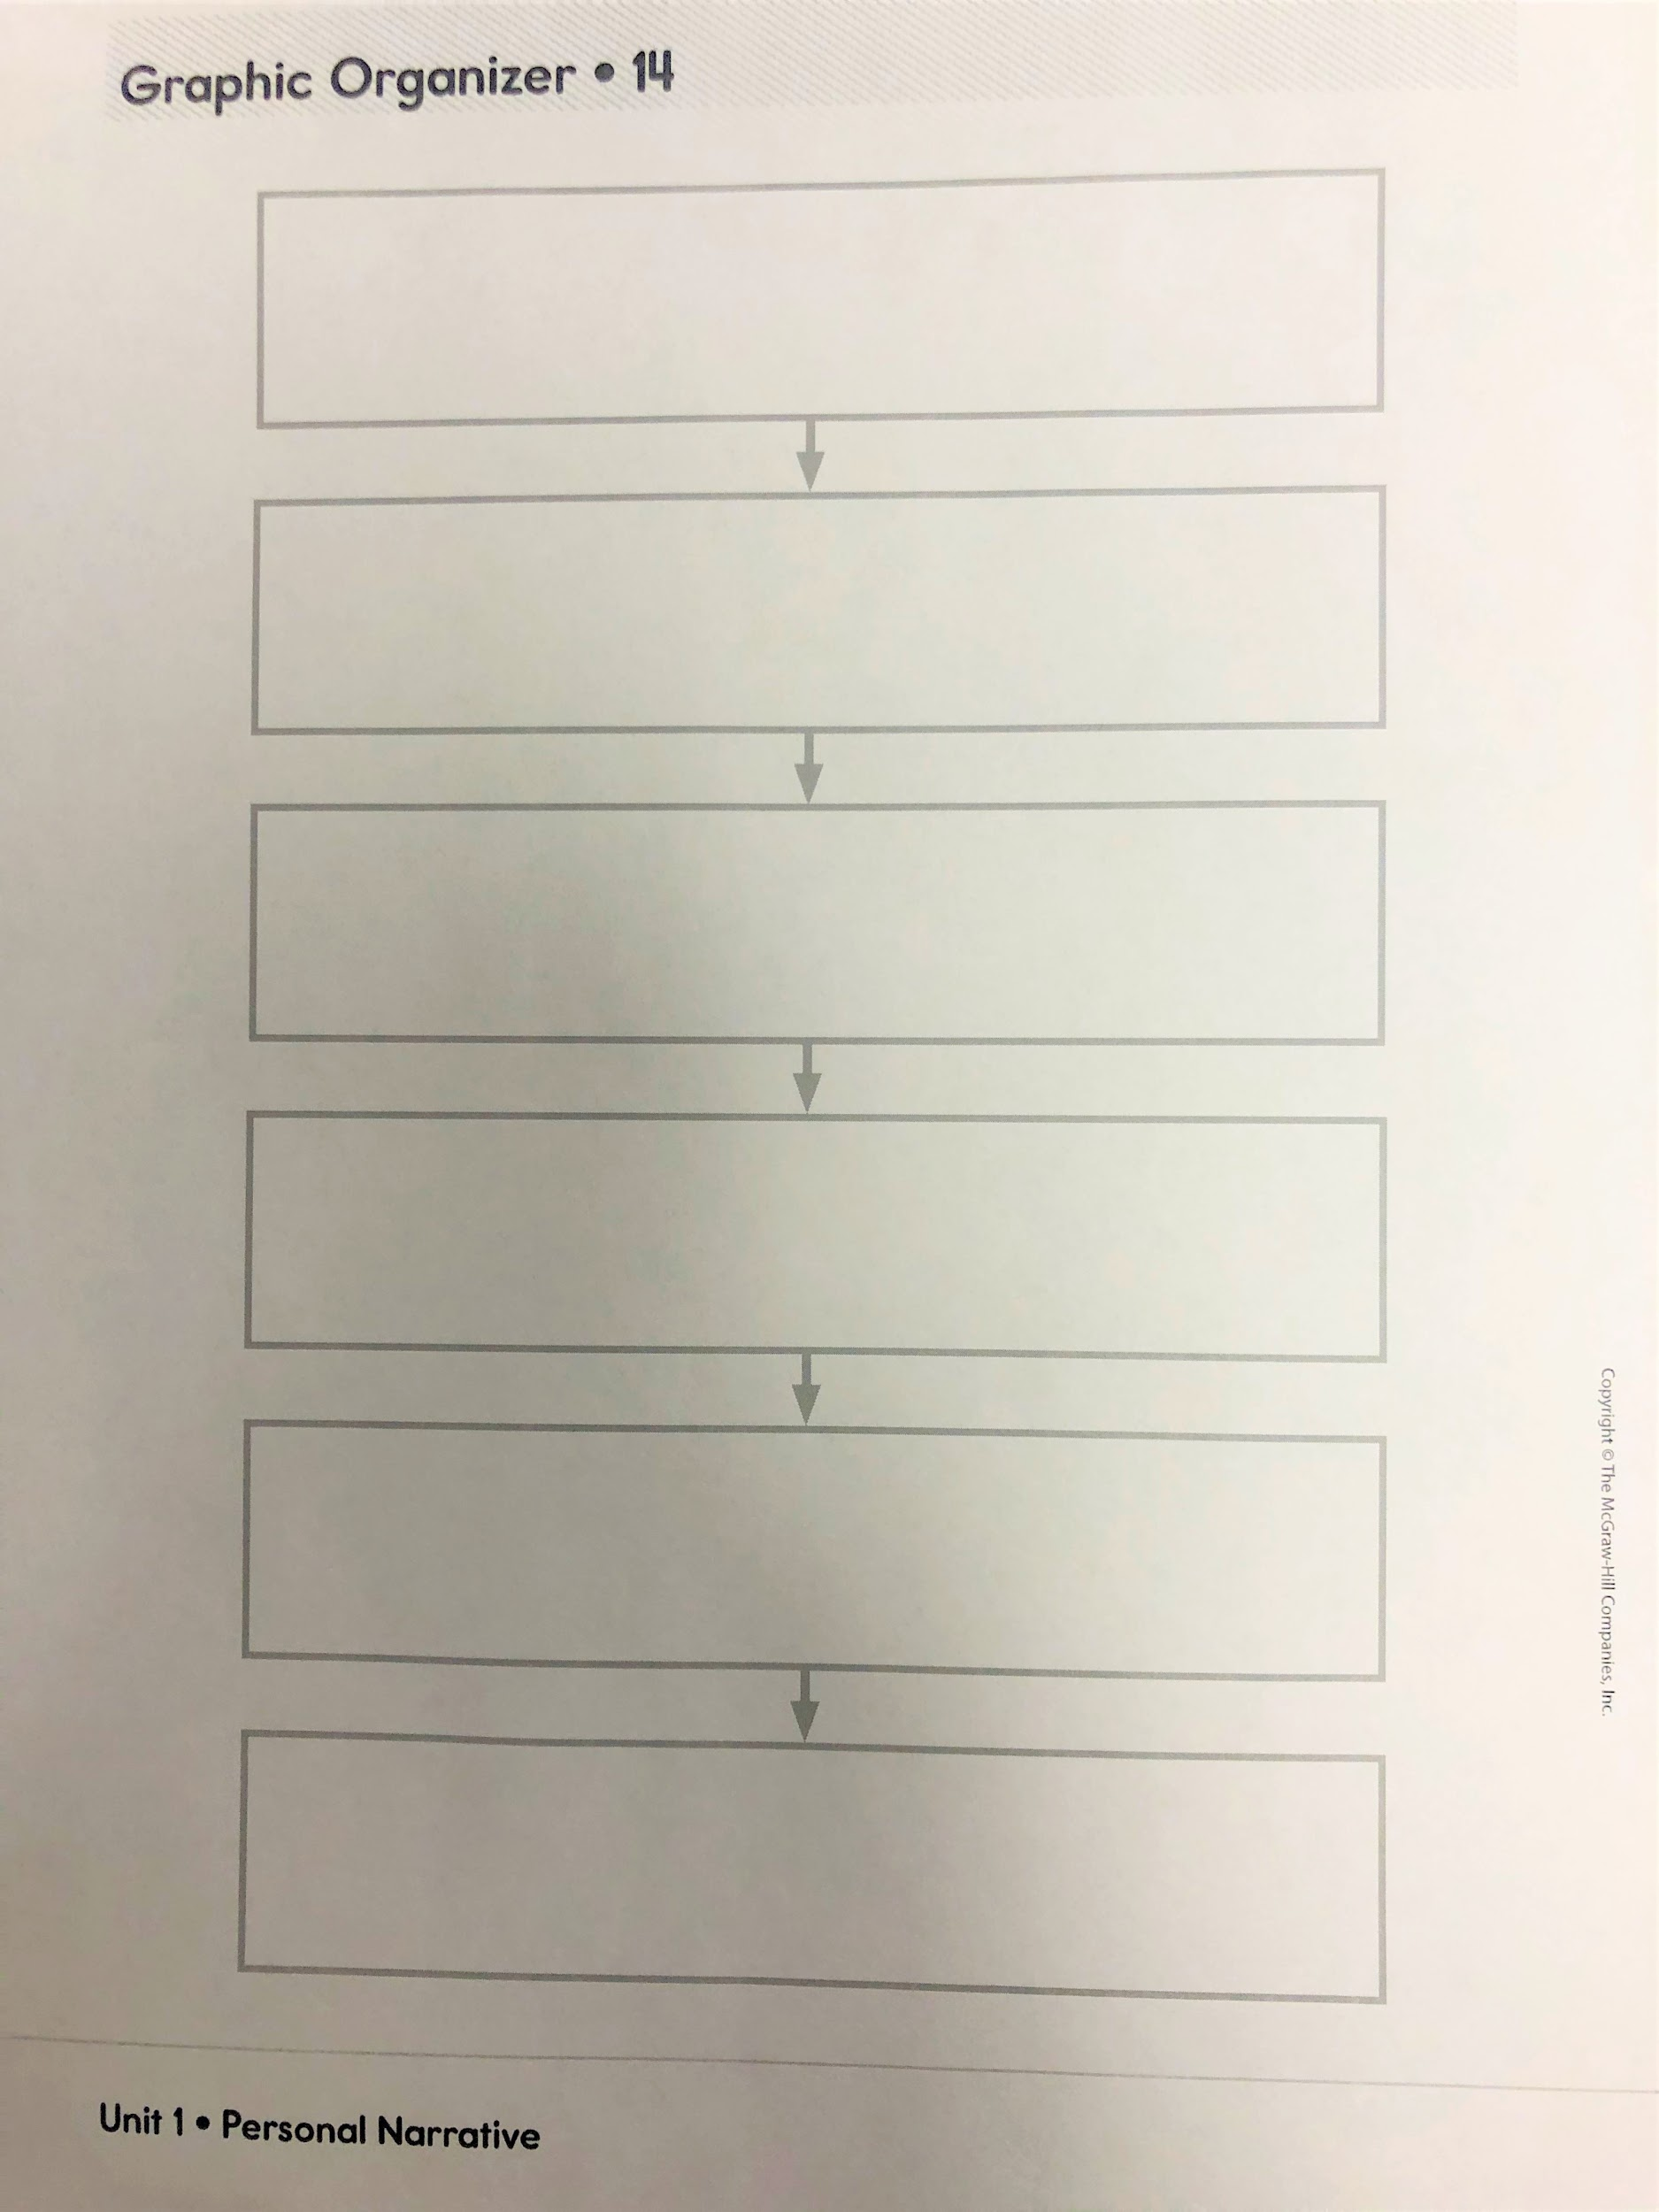 Graphic Organizer • 14
Copyright © The McGraw-Hill Companies, Inc.
Unit 1 • Personal Narrative